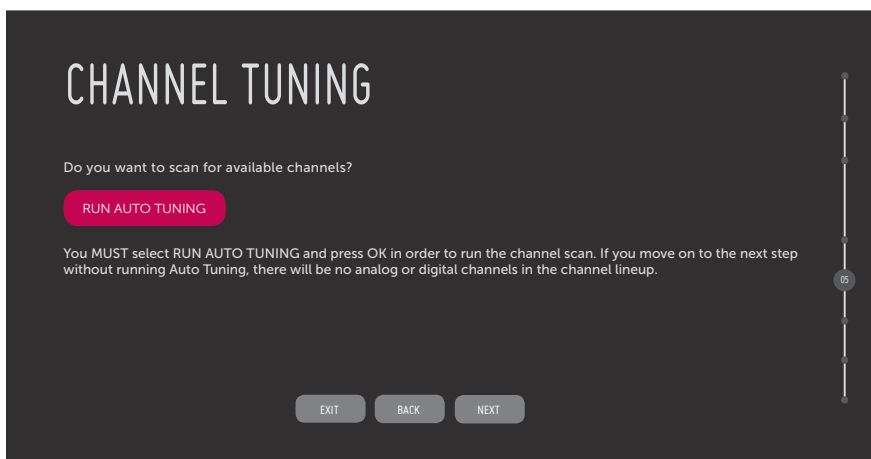 CHANNEL TUNING
Do you want to scan for available channels?
RUN AUTO TUNING
You MUST select RUN AUTO TUNING and press OK in order to run the channel scan. If you move on to the next step
without running Auto Tuning, there will be no analog or digital channels in the channel lineup.
05
EXIT BACK NEXT